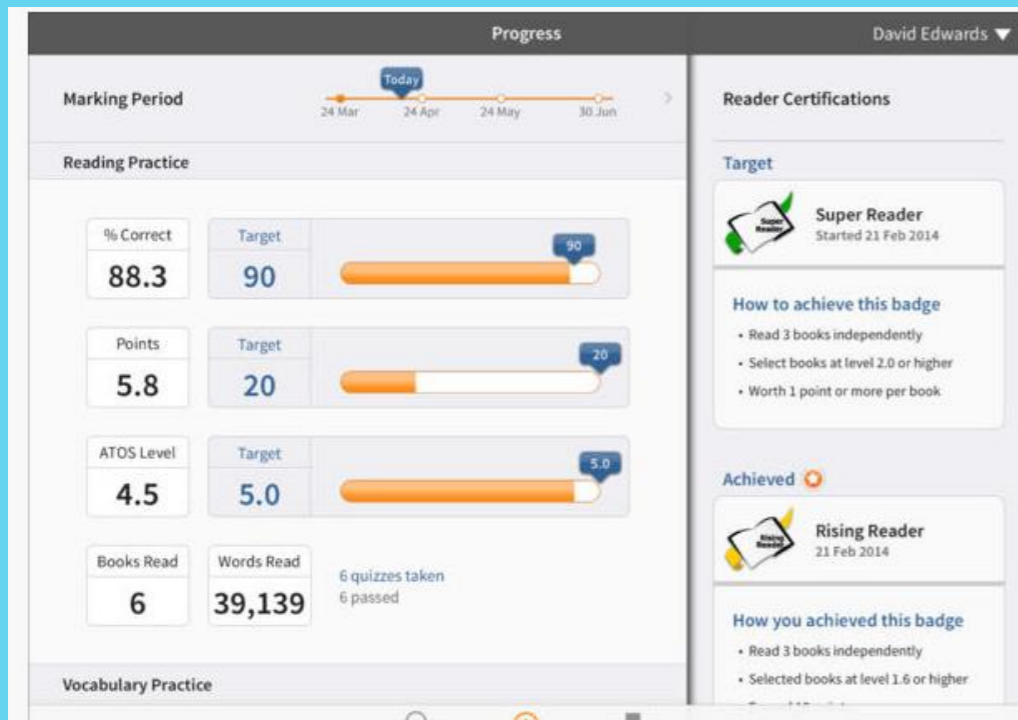 Progress
David Edwards
Marking Period
Today
24 Mar
24 Apr
24 May
30 Jun
Reading Practice
% Correct
88.3
Target
90
90
Points
5.8
Target
20
20
ATOS Level
4.5
Target
5.0
5.0
Books Read
6
Words Read
39,139
6 quizzes taken
6 passed
Vocabulary Practice
Reader Certifications
Target
Super
Reader
Super Reader
Started 21 Feb 2014
How to achieve this badge
• Read 3 books independently
• Select books at level 2.0 or higher
• Worth 1 point or more per book
Achieved
Rising
Reader
Rising Reader
21 Feb 2014
How you achieved this badge
• Read 3 books independently
• Selected books at level 1.6 or higher